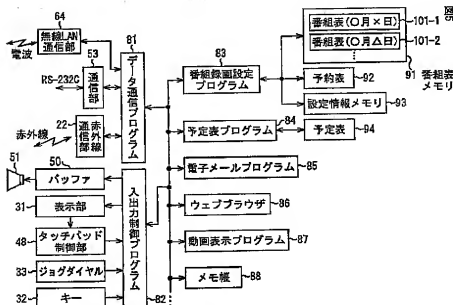 64
無線LAN
通信部
電波
53
RS-232C
通信部
22
赤外線
通信部
赤外線
51
50
バッファ
31
表示部
48
タッチパッド
制御部
33
ジョグダイヤル
32
キー
81
データ通信プログラム
入出力制御プログラム
82
83
番組録画設定
プログラム
84
予定表プログラム
電子メールプログラム
85
ウェブブラウザ
86
動画表示プログラム
87
メモ帳
88
番組表(〇月×日)
101-1
番組表(〇月△日)
101-2
91
番組表
メモリ
予約表
92
設定情報メモリ
93
予定表
94
図5